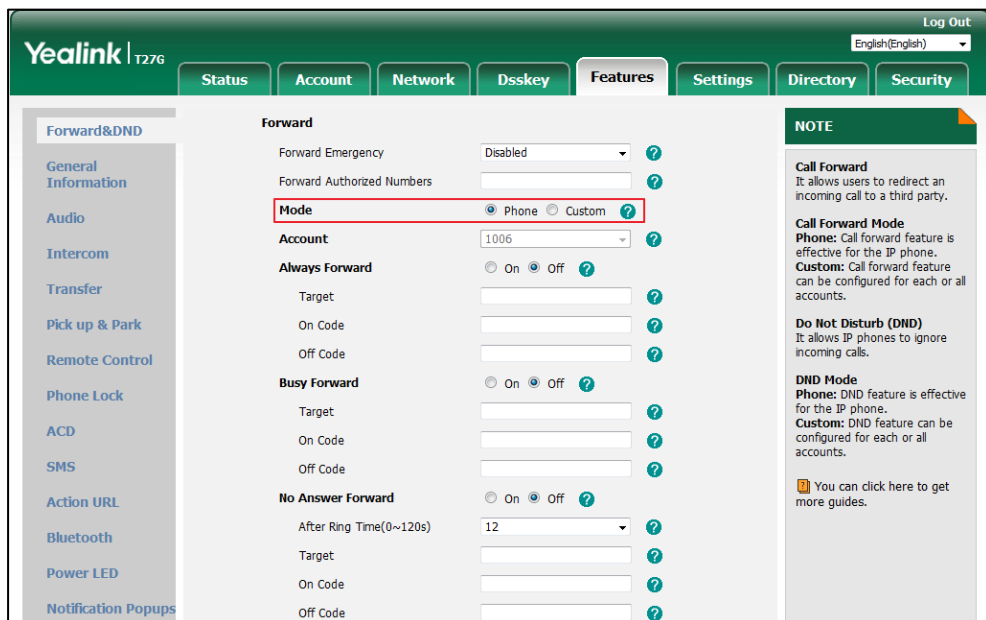 Log Out
English(English)
Yealink | T27G
Status Account Network Dsskey Features Settings Directory Security
Forward&DND
General
Information
Audio
Intercom
Transfer
Pick up & Park
Remote Control
Phone Lock
ACD
SMS
Action URL
Bluetooth
Power LED
Notification Popups
Forward
Forward Emergency Disabled ?
Forward Authorized Numbers ?
Mode Phone Custom ?
Account 1006 ?
Always Forward On Off ?
Target ?
On Code ?
Off Code ?
Busy Forward On Off ?
Target ?
On Code ?
Off Code ?
No Answer Forward On Off ?
After Ring Time(0~120s) 12 ?
Target ?
On Code ?
Off Code ?
NOTE
Call Forward
It allows users to redirect an
incoming call to a third party.
Call Forward Mode
Phone: Call forward feature is
effective for the IP phone.
Custom: Call forward feature
can be configured for each or all
accounts.
Do Not Disturb (DND)
It allows IP phones to ignore
incoming calls.
DND Mode
Phone: DND feature is effective
for the IP phone.
Custom: DND feature can be
configured for each or all
accounts.
? You can click here to get
more guides.